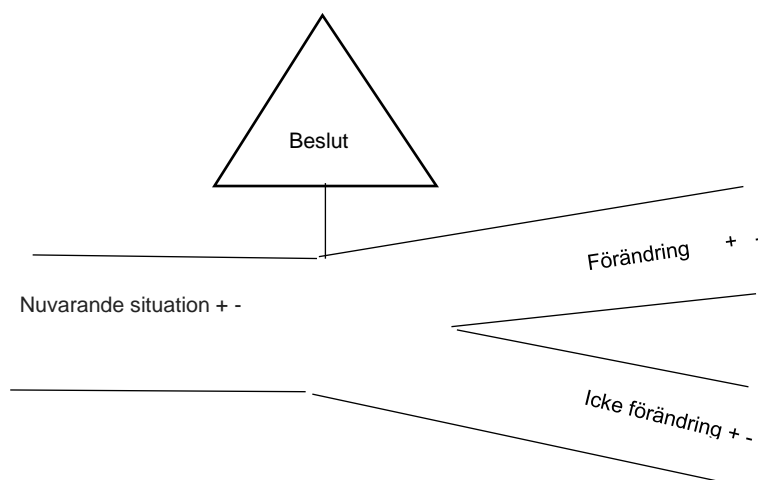 Beslut
Förändring + -
Nuvarande situation + -
Icke förändring + -